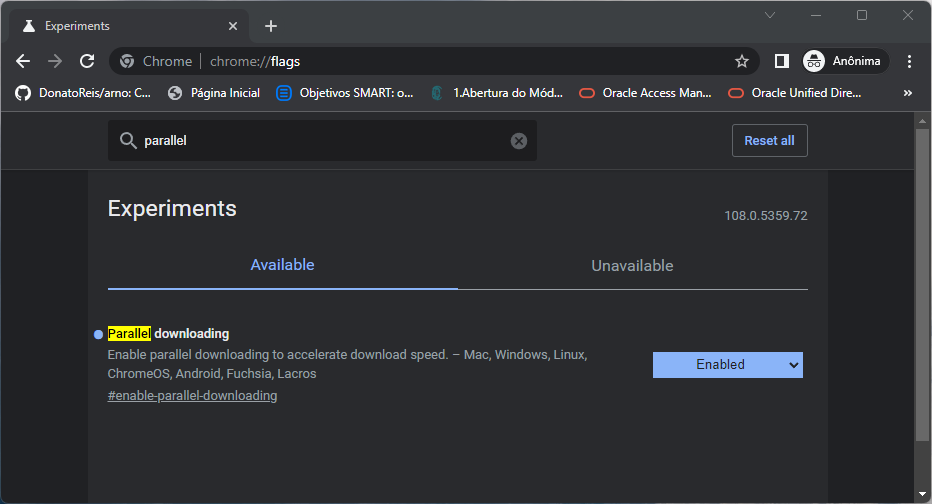 Experiments
Chrome
chrome://flags
Anônima
DonatoReis/arno: C...
Página Inicial
Objetivos SMART: o...
1.Abertura do Mód...
Oracle Access Man...
Oracle Unified Dire...
parallel
Reset all
Experiments
108.0.5359.72
Available
Unavailable
Parallel downloading
Enable parallel downloading to accelerate download speed. – Mac, Windows, Linux,
ChromeOS, Android, Fuchsia, Lacros
#enable-parallel-downloading
Enabled